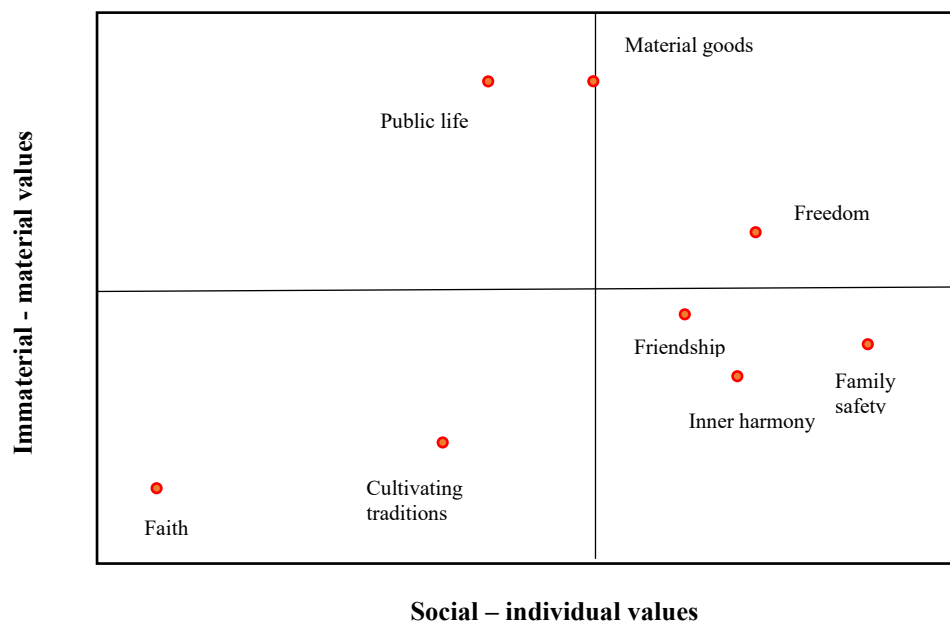 Material goods
Public life
Immaterial - material values
Freedom
Friendship
Family
safety
Inner harmony
Cultivating
traditions
Faith
Social – individual values